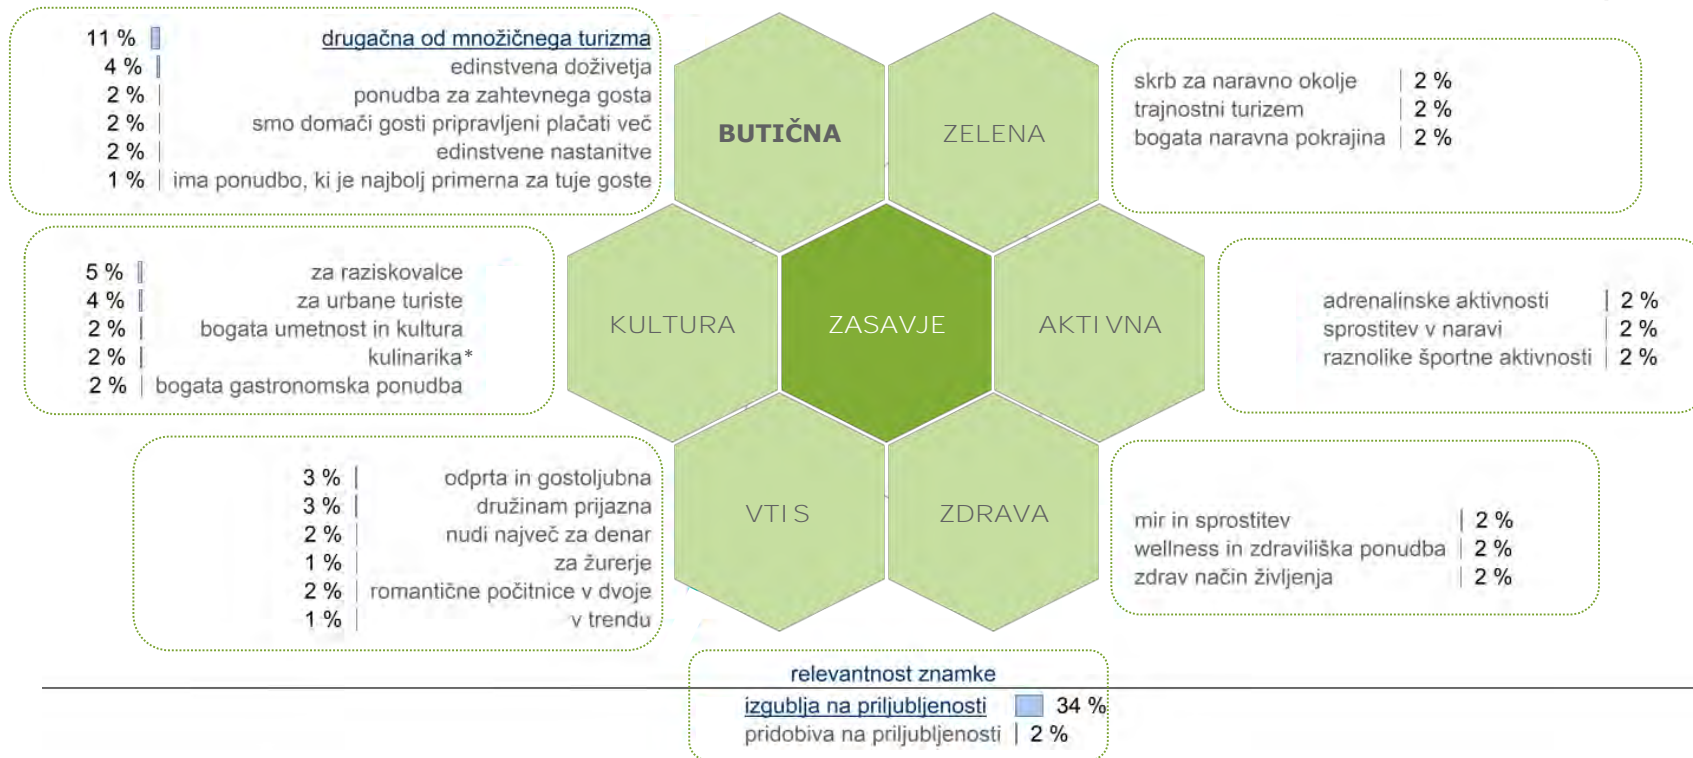 11 % drugačna od množičnega turizma
4 % edinstvena doživetja
2 % ponudba za zahtevnega gosta
2 % smo domači gosti pripravljeni plačati več
2 % edinstvene nastanitve
1 % ima ponudbo, ki je najbolj primerna za tuje goste
BUTIČNA
ZELENA
skrb za naravno okolje 2 %
trajnostni turizem 2 %
bogata naravna pokrajina 2 %
5 % za raziskovalce
4 % za urbane turiste
2 % bogata umetnost in kultura
2 % kulinarika*
2 % bogata gastronomska ponudba
KULTURA
ZASAVJE
AKTIVNA
adrenalinske aktivnosti 2 %
sprostitev v naravi 2 %
raznolike športne aktivnosti 2 %
3 % odprta in gostoljubna
3 % družinam prijazna
2 % nudi največ za denar
1 % za žurerje
2 % romantične počitnice v dvoje
1 % v trendu
VTIS
ZDRAVA
mir in sprostitev 2 %
wellness in zdraviliška ponudba 2 %
zdrav način življenja 2 %
relevantnost znamke
izgublja na priljubljenosti 34 %
pridobiva na priljubljenosti 2 %